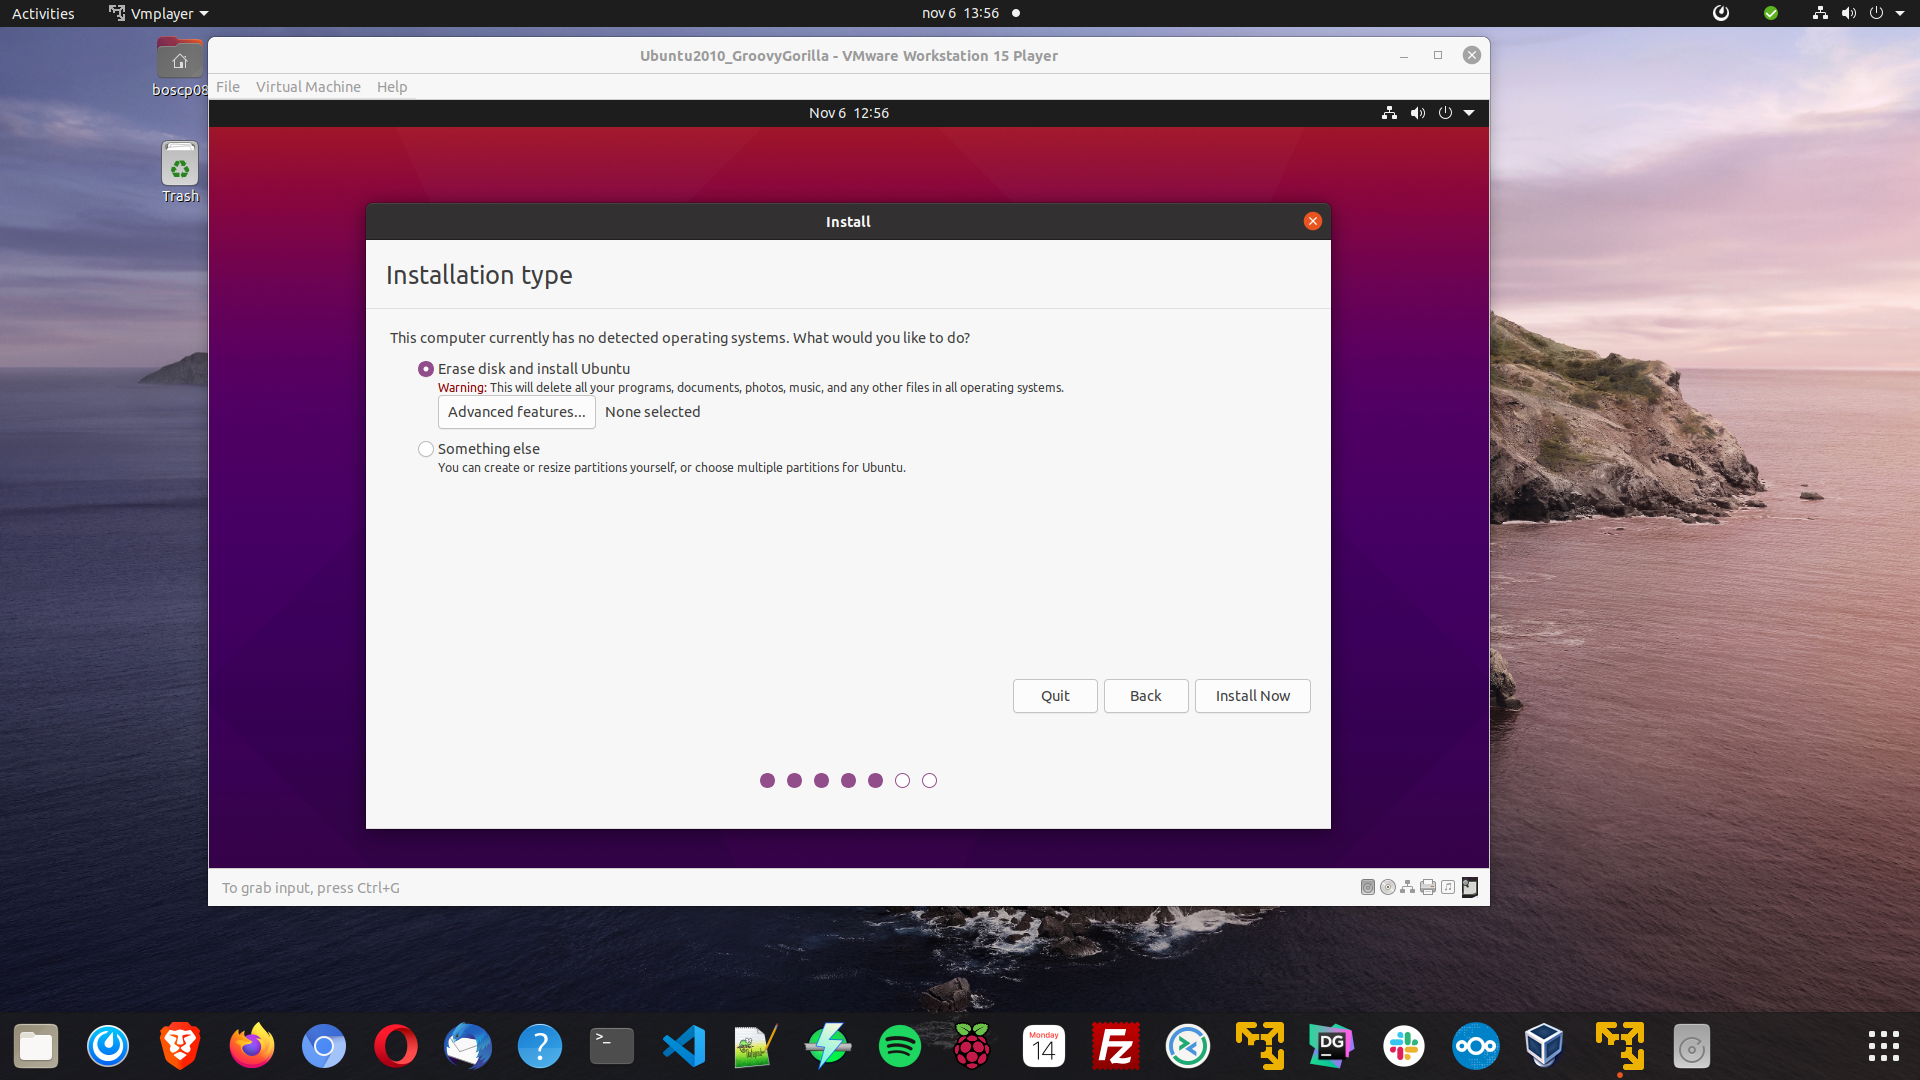 Activities
Vmplayer
nov 6 13:56
boscp08
Trash
Ubuntu2010_GroovyGorilla - VMware Workstation 15 Player
File Virtual Machine Help
Nov 6 12:56
Install
Installation type
This computer currently has no detected operating systems. What would you like to do?
Erase disk and install Ubuntu
Warning: This will delete all your programs, documents, photos, music, and any other files in all operating systems.
Advanced features... None selected
Something else
You can create or resize partitions yourself, or choose multiple partitions for Ubuntu.
Quit Back Install Now
To grab input, press Ctrl+G
>_
Monday
14
Fz
DG